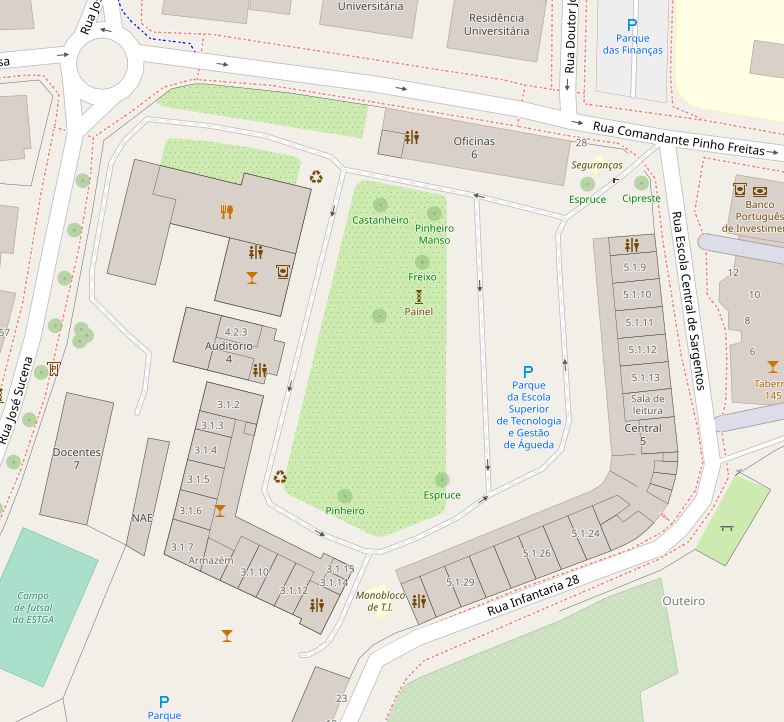 Universitária
Residência
Universitária
Rua Jo
Rua Doutor Jo
P
Parque
das Finanças
sa
Rua Comandante Pinho Freitas
28
Oficinas
6
Seguranças
Espruce
Cipreste
Banco
Português
de Investimen
Castanheiro
Pinheiro
Manso
Freixo
Painel
Rua Escola Central de Sargentos
5.1.9
5.1.10
5.1.11
5.1.12
5.1.13
Sala de
leitura
Central
5
12
10
8
6
Tabern
145
57
4.2.3
Auditório
4
P
Parque
da Escola
Superior
de Tecnologia
e Gestão
de Águeda
Rua José Sucena
P
3.1.2
3.1.3
3.1.4
3.1.5
3.1.6
3.1.7
Armazém
3.1.10
3.1.12
3.1.15
3.1.14
Docentes
7
NAE
Pinheiro
Espruce
5.1.24
5.1.26
5.1.29
Monobloco
de T.I.
Rua Infantaria 28
Outeiro
Campo
de futsal
da ESTGA
P
Parque
23